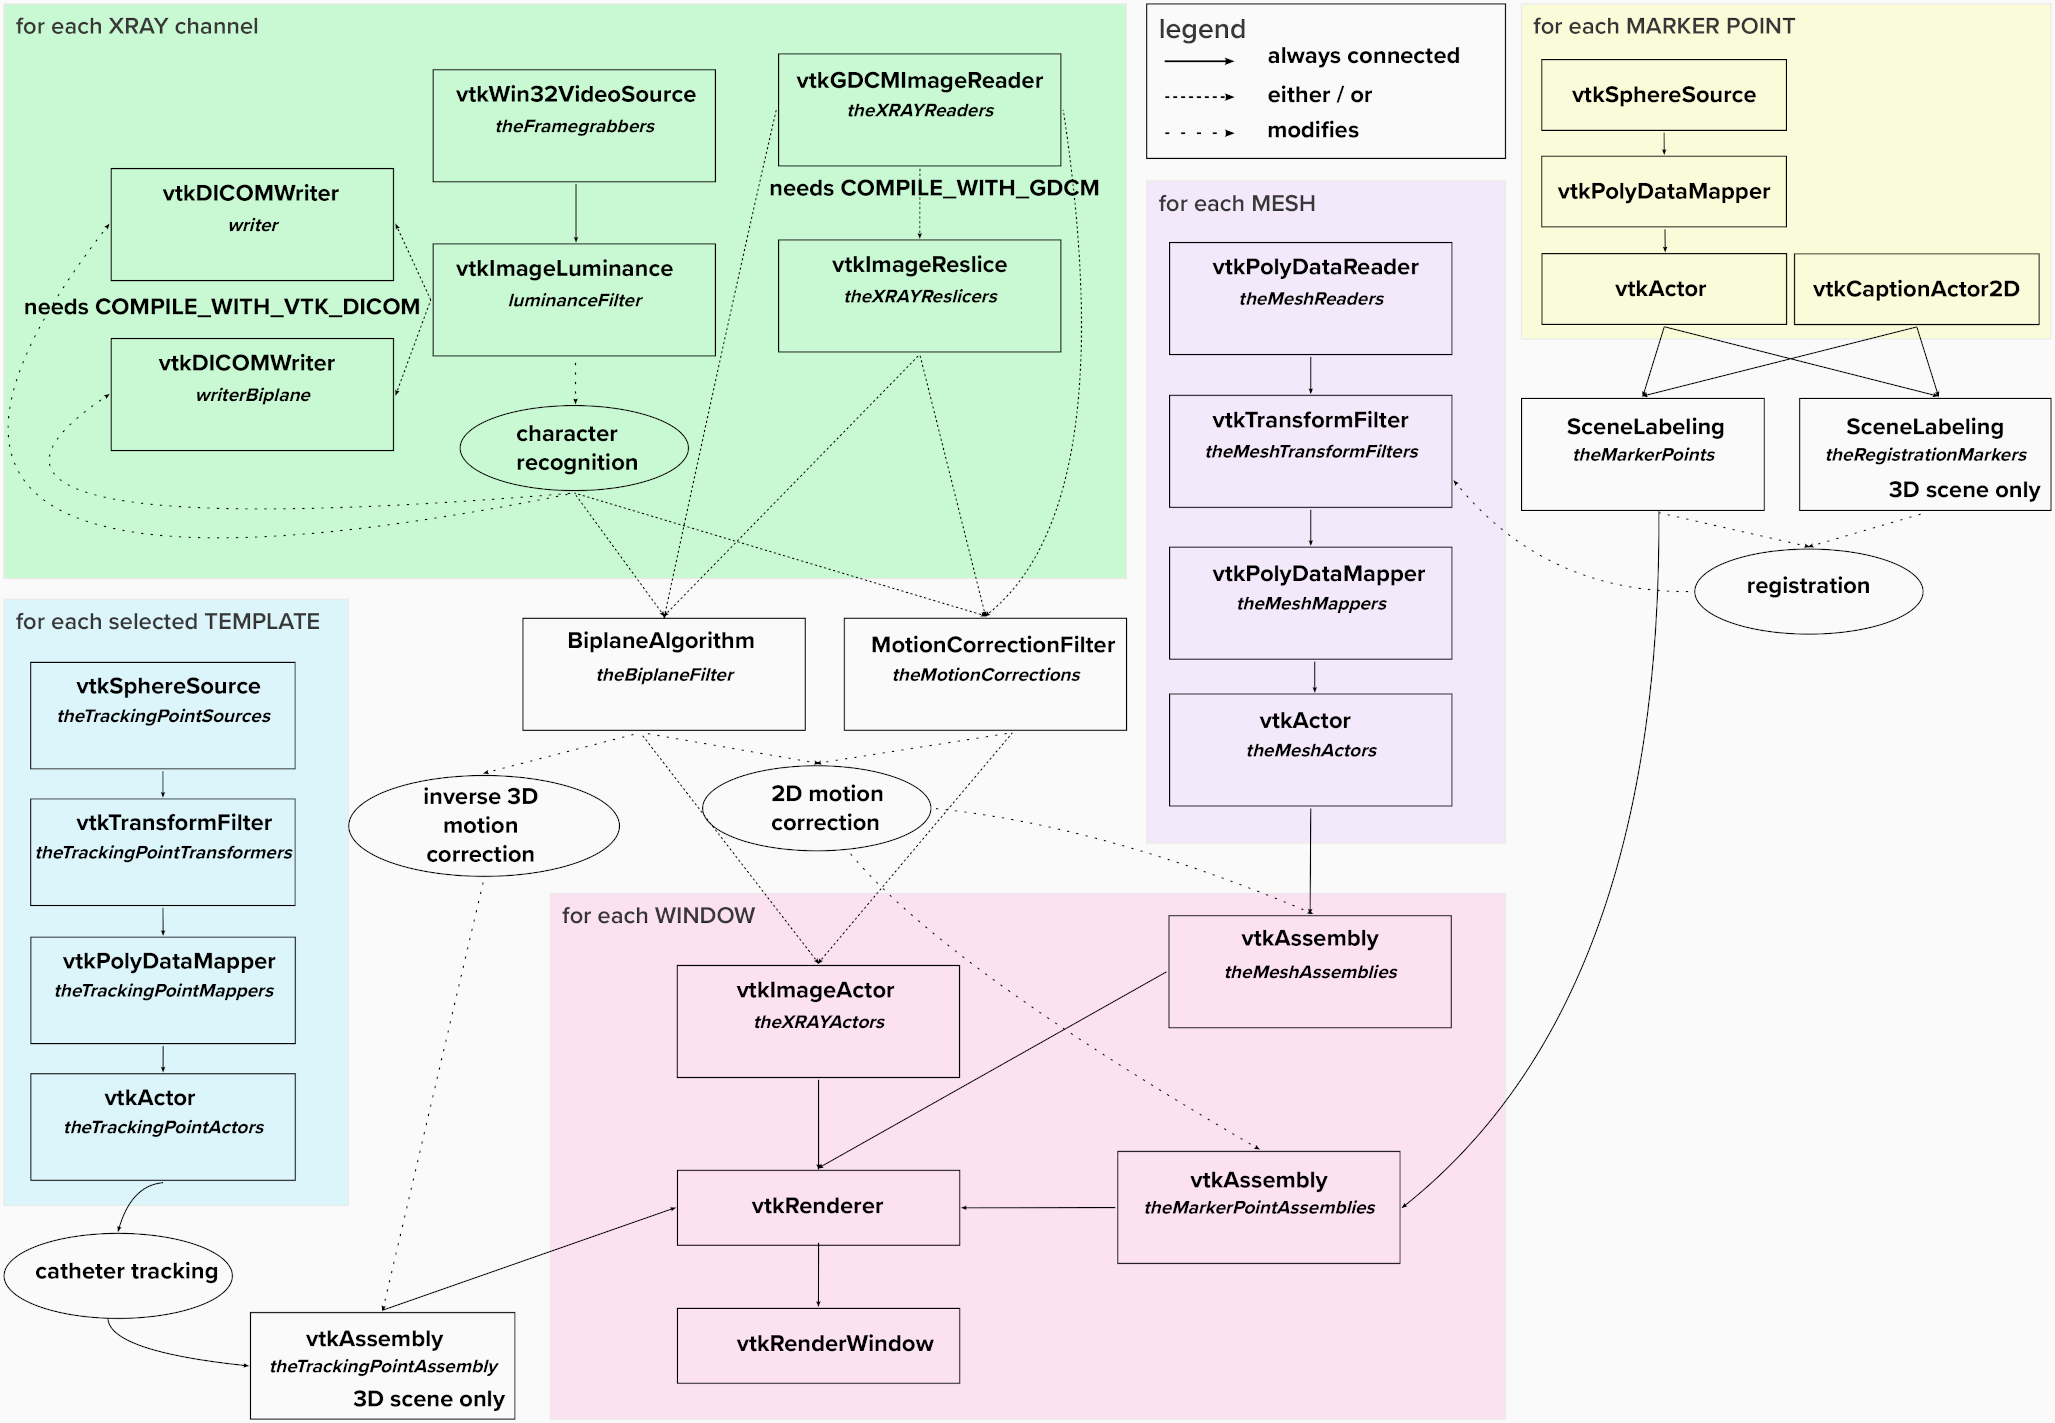 for each XRAY channel
vtkWin32VideoSource
theFramegrabbers
vtkGDCMImageReader
theXRAYReaders
needs COMPILE_WITH_GDCM
vtkDICOMWriter
writer
vtkImageLuminance
luminanceFilter
vtkImageReslice
theXRAYReslicers
needs COMPILE_WITH_VTK_DICOM
vtkDICOMWriter
writerBiplane
character
recognition
legend
always connected
either / or
modifies
for each MARKER POINT
vtkSphereSource
vtkPolyDataMapper
vtkActor
vtkCaptionActor2D
SceneLabeling
theMarkerPoints
SceneLabeling
theRegistrationMarkers
3D scene only
registration
for each MESH
vtkPolyDataReader
theMeshReaders
vtkTransformFilter
theMeshTransformFilters
vtkPolyDataMapper
theMeshMappers
vtkActor
theMeshActors
BiplaneAlgorithm
theBiplaneFilter
MotionCorrectionFilter
theMotionCorrections
inverse 3D
motion
correction
2D motion
correction
for each selected TEMPLATE
vtkSphereSource
theTrackingPointSources
vtkTransformFilter
theTrackingPointTransformers
vtkPolyDataMapper
theTrackingPointMappers
vtkActor
theTrackingPointActors
catheter tracking
vtkAssembly
theTrackingPointAssembly
3D scene only
for each WINDOW
vtkAssembly
theMeshAssemblies
vtkImageActor
theXRAYActors
vtkAssembly
theMarkerPointAssemblies
vtkRenderer
vtkRenderWindow